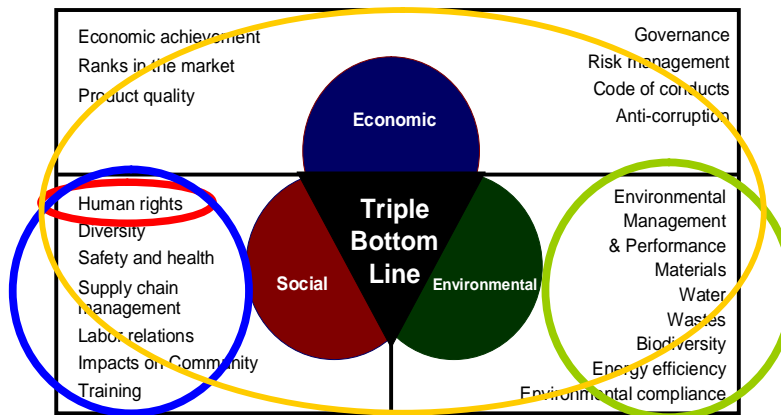 Economic achievement
Ranks in the market
Product quality
Governance
Risk management
Code of conducts
Anti-corruption
Economic
Human rights
Diversity
Safety and health
Supply chain
management
Labor relations
Impacts on Community
Training
Triple
Bottom
Line
Social
Environmental
Environmental
Management
& Performance
Materials
Water
Wastes
Biodiversity
Energy efficiency
Environmental compliance